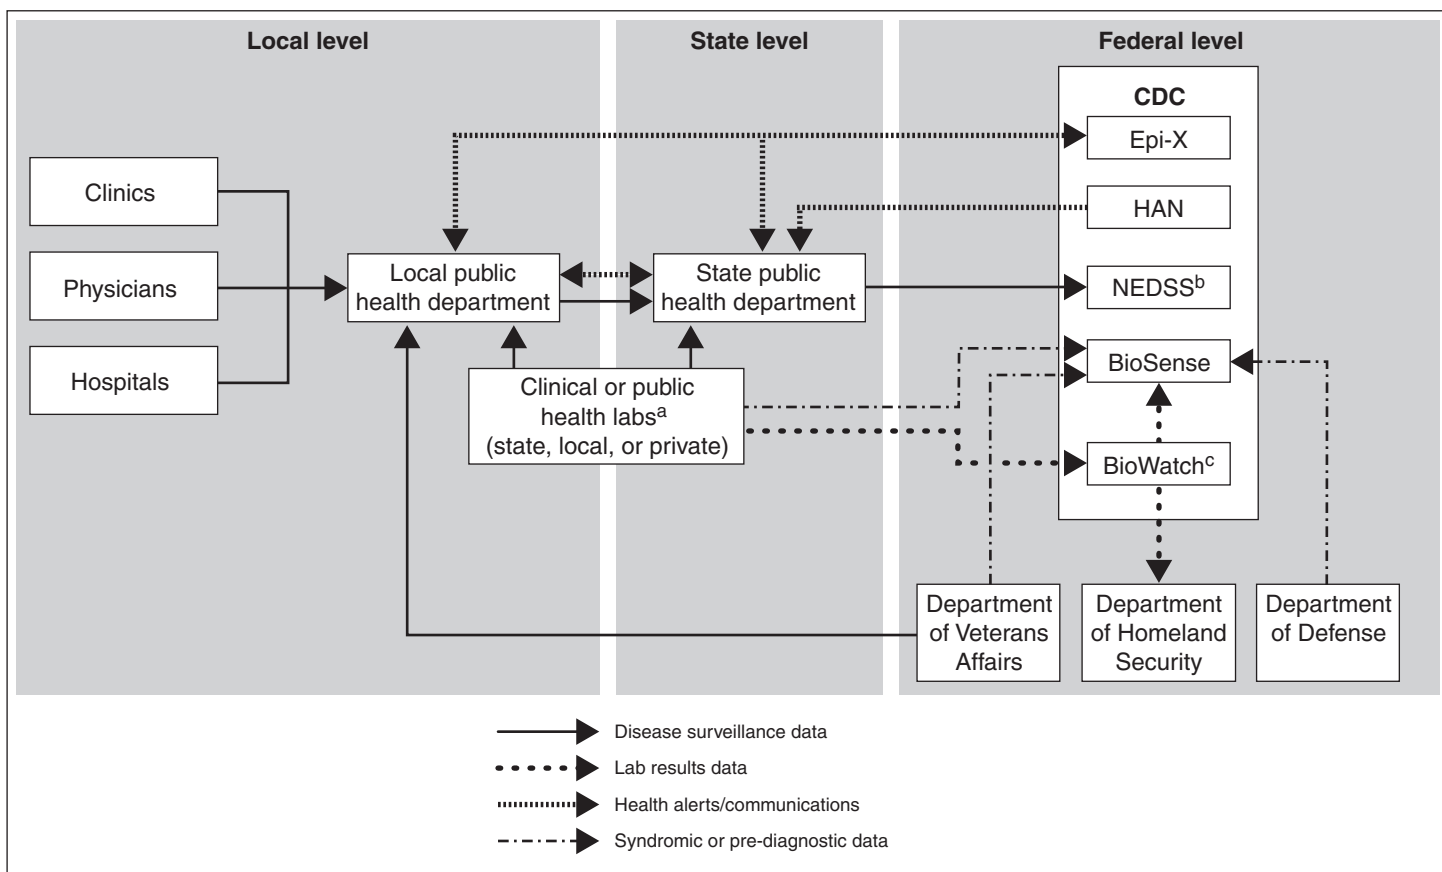 Local level
State level
Federal level
CDC
Epi-X
Clinics
HAN
Physicians
Local public
health department
State public
health department
NEDSSb
Hospitals
BioSense
Clinical or public
health labsa
(state, local, or private)
BioWatchc
Department
of Veterans
Affairs
Department
of Homeland
Security
Department
of Defense
Disease surveillance data
Lab results data
Health alerts/communications
Syndromic or pre-diagnostic data